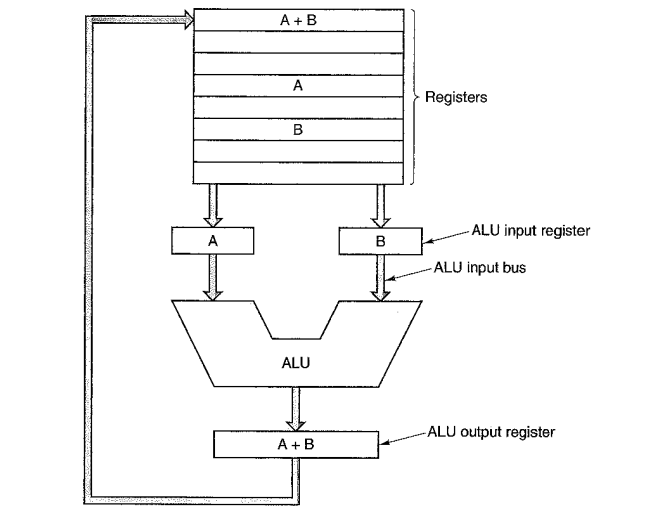 A + B
A
Registers
B
A
B
ALU input register
ALU input bus
ALU
A + B
ALU output register